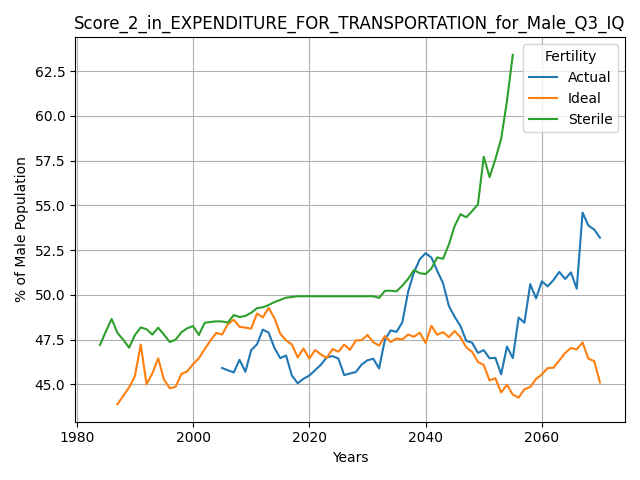 Score_2_in_EXPENDITURE_FOR_TRANSPORTATION_for_Male_Q3_IQ
Fertility
Actual
Ideal
Sterile
% of Male Population
62.5
60.0
57.5
55.0
52.5
50.0
47.5
45.0
1980 2000 2020 2040 2060
Years